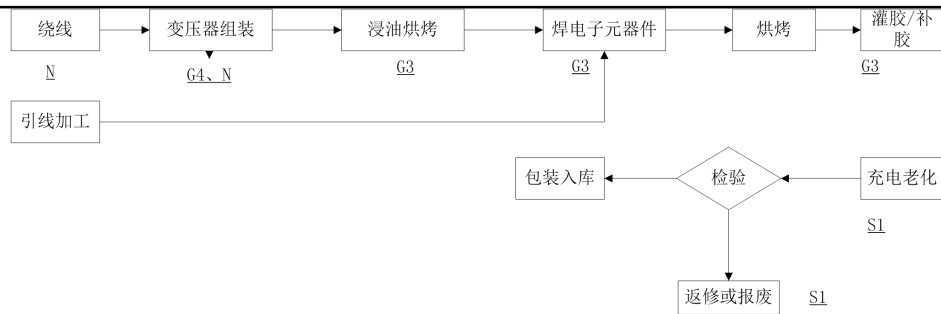 绕线
变压器组装
浸油烘烤
焊电子元器件
烘烤
灌胶/补
胶
N
G4、N
G3
G3
G3
引线加工
包装入库
检验
充电老化
S1
返修或报废
S1